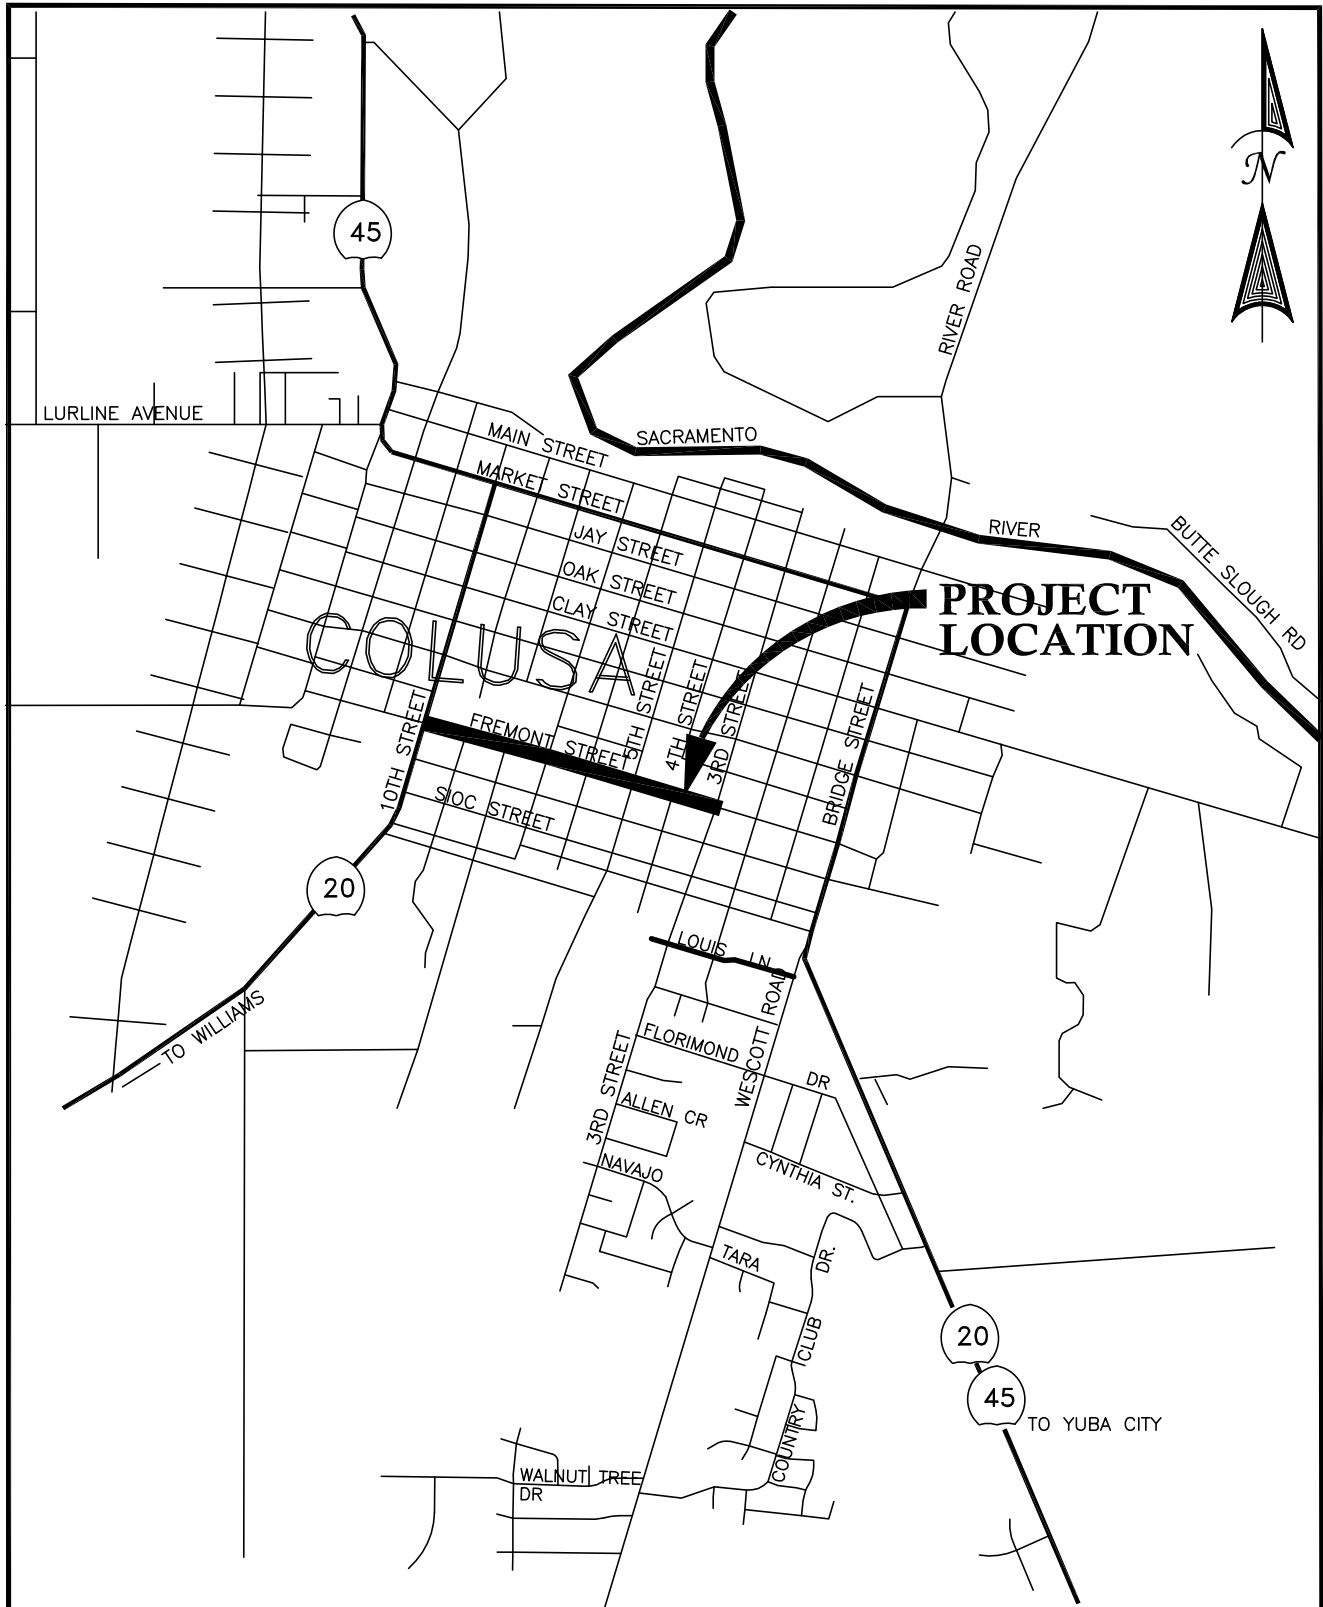 N
45
RIVER ROAD
LURLINE AVENUE
MAIN STREET
SACRAMENTO
MARKET STREET
RIVER
BUTTE SLOUGH RD
JAY STREET
OAK STREET
CLAY STREET
PROJECT
LOCATION
COLUSA
5TH STREET
4TH STREET
3RD STREET
BRIDGE STREET
10TH STREET
FREMONT STREET
SIOC STREET
20
LOUIS LN
TO WILLIAMS
WESCOTT ROAD
FLORIMOND DR
3RD STREET
ALLEN CR
NAVAJO
CYNTHIA ST.
TARA
COUNTRY CLUB DR.
20
45
TO YUBA CITY
WALNUT TREE
DR